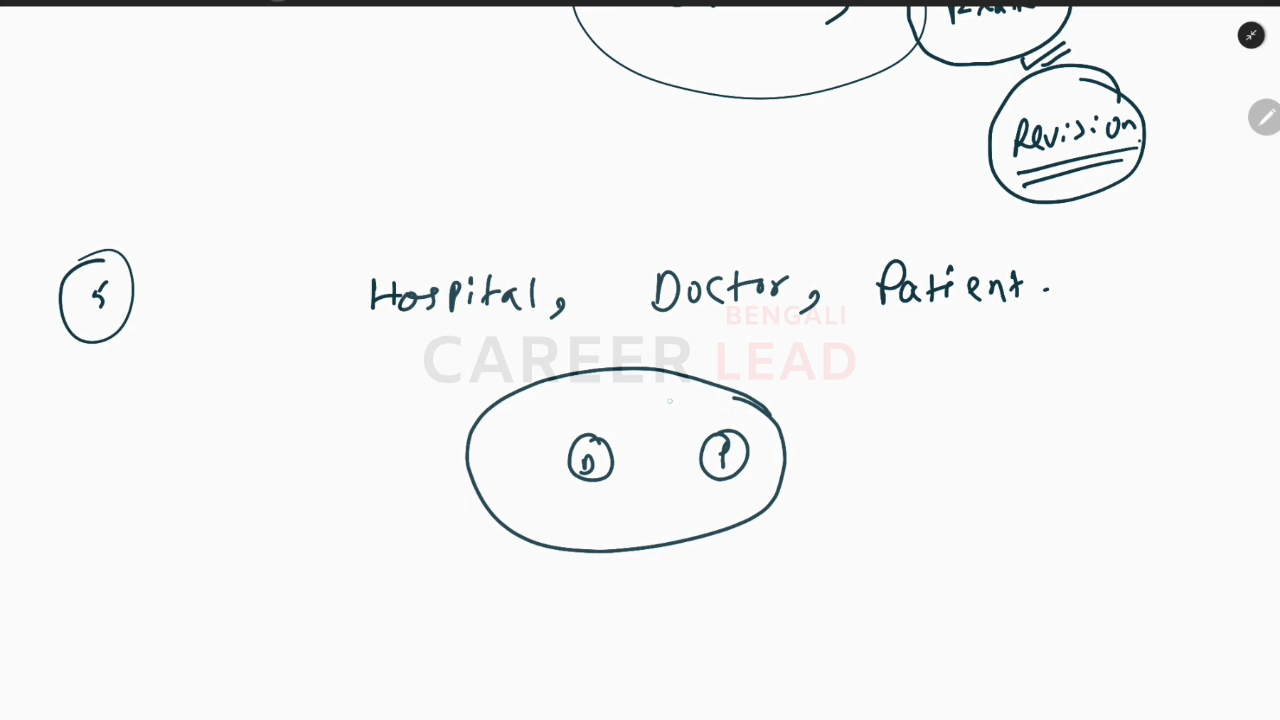 Revision
5 Hospital, Doctor, Patient.
BENGALI
CAREER LEAD
D P